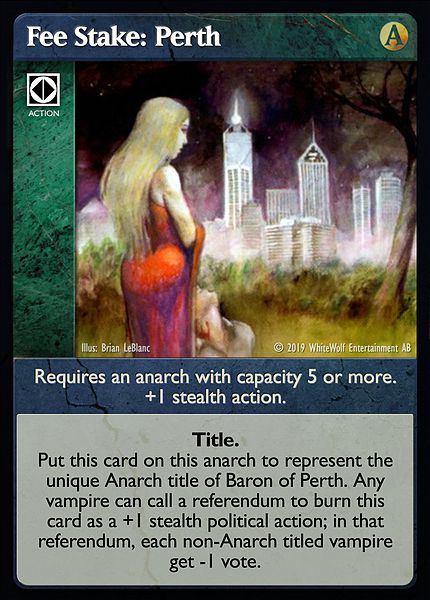 Fee Stake: Perth
A
ACTION
Illus: Brian LeBlanc
© 2019 WhiteWolf Entertainment AB
Requires an anarch with capacity 5 or more.
+1 stealth action.
Title.
Put this card on this anarch to represent the
unique Anarch title of Baron of Perth. Any
vampire can call a referendum to burn this
card as a +1 stealth political action; in that
referendum, each non-Anarch titled vampire
get -1 vote.